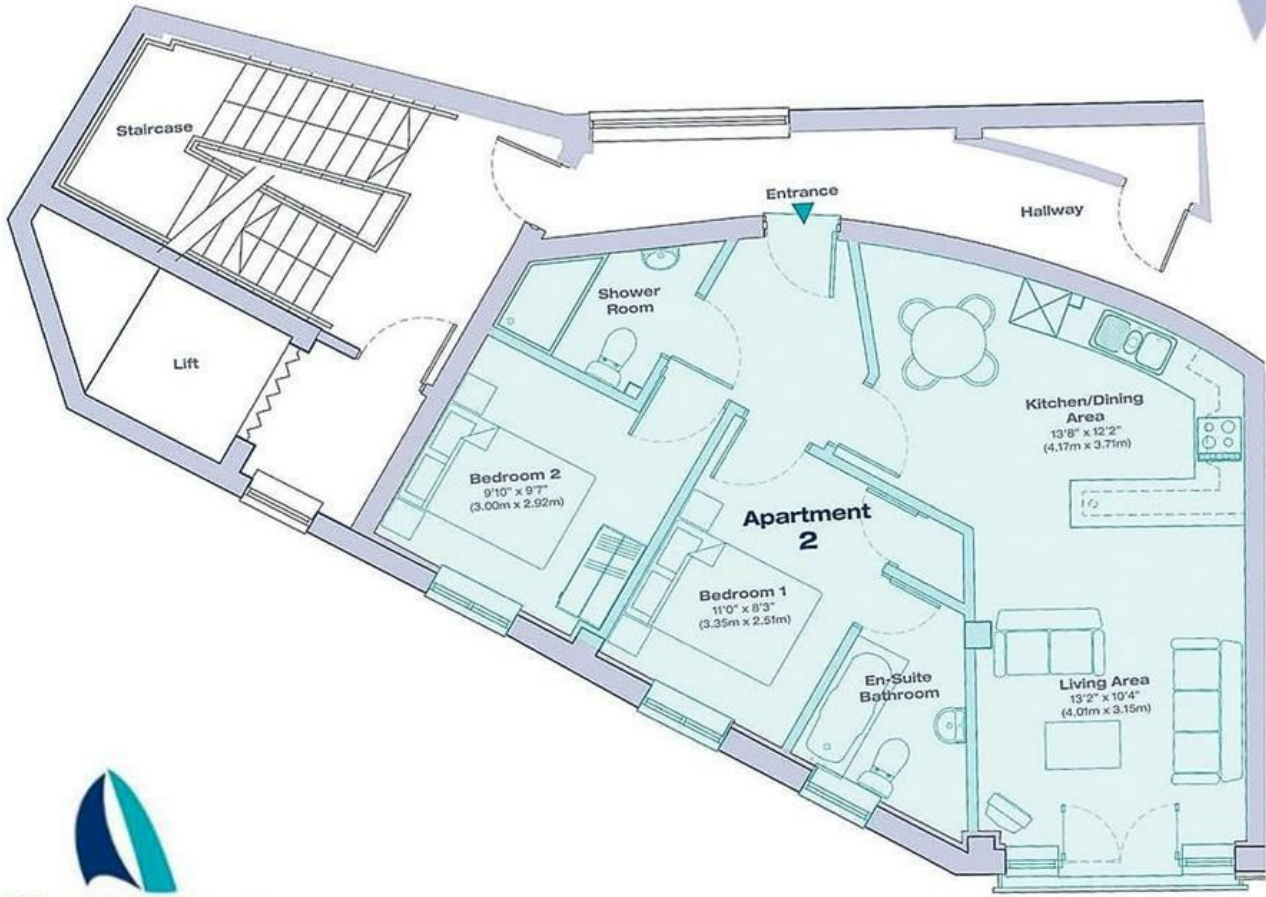 Staircase
Entrance
Hallway
Shower
Room
Lift
Kitchen/Dining
Area
13'8" x 12'2"
(4.17m x 3.71m)
Bedroom 2
9'10" x 9'7"
(3.00m x 2.92m)
Apartment
2
Bedroom 1
11'0" x 8'3"
(3.35m x 2.51m)
En-Suite
Bathroom
Living Area
13'2" x 10'4"
(4.01m x 3.15m)